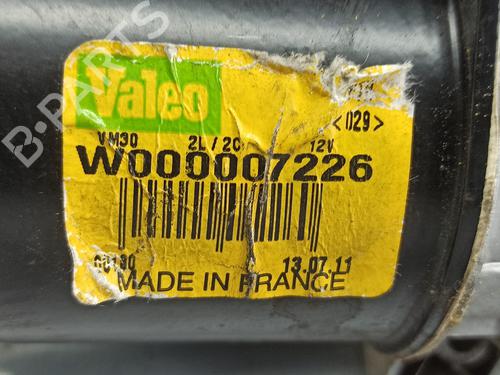 Valeo
<029>
VM30 2L / 2C 12V
W000007226
13.07.11
MADE IN FRANCE
B-PARTS